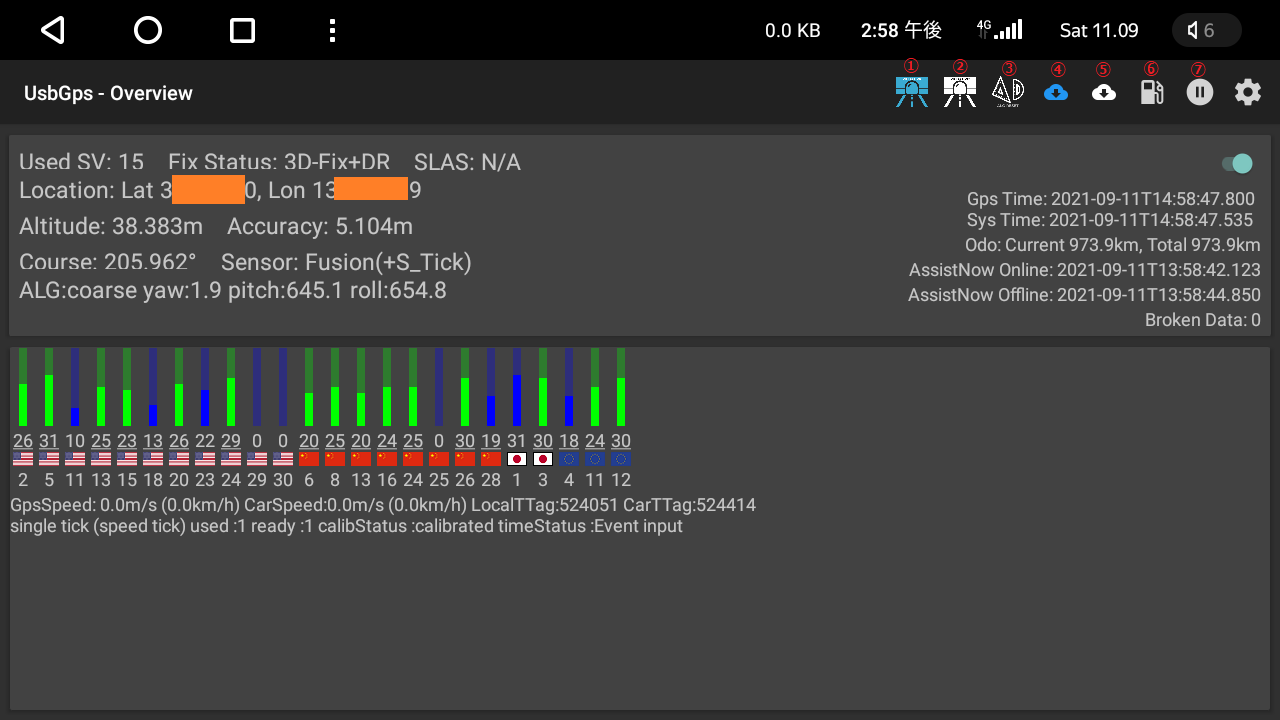 0.0 KB 2:58 午後 4G Sat 11.09 6
① ② ③ ④ ⑤ ⑥ ⑦
UsbGps - Overview
Used SV: 15 Fix Status: 3D-Fix+DR SLAS: N/A
Location: Lat 3 0, Lon 13 9
Altitude: 38.383m Accuracy: 5.104m
Course: 205.962° Sensor: Fusion(+S_Tick)
ALG:coarse yaw:1.9 pitch:645.1 roll:654.8
Gps Time: 2021-09-11T14:58:47.800
Sys Time: 2021-09-11T14:58:47.535
Odo: Current 973.9km, Total 973.9km
AssistNow Online: 2021-09-11T13:58:42.123
AssistNow Offline: 2021-09-11T13:58:44.850
Broken Data: 0
26 31 10 25 23 13 26 22 29 0 0 20 25 20 24 25 0 30 19 31 30 18 24 30
2 5 11 13 15 18 20 23 24 29 30 6 8 13 16 24 25 26 28 1 3 4 11 12
GpsSpeed: 0.0m/s (0.0km/h) CarSpeed:0.0m/s (0.0km/h) LocalTTag:524051 CarTTag:524414
single tick (speed tick) used :1 ready :1 calibStatus :calibrated timeStatus :Event input